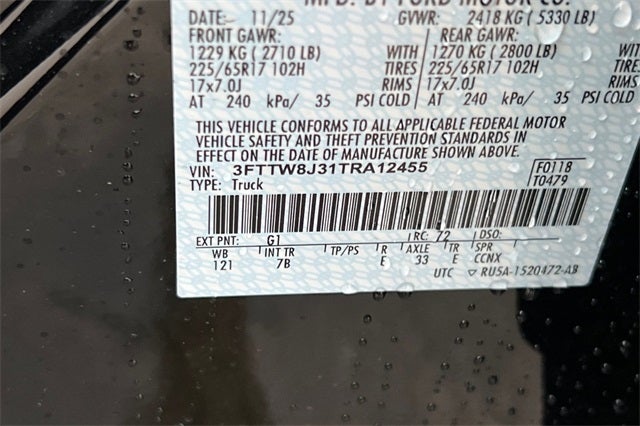 MFD. BY FORD MOTOR CO.
DATE: 11/25 GVWR: 2418 KG ( 5330 LB)
FRONT GAWR: REAR GAWR:
1229 KG ( 2710 LB) WITH 1270 KG ( 2800 LB) WITH
225/65R17 102H TIRES 225/65R17 102H
17x7.0J RIMS 17x7.0J
AT 240 kPa/ 35 PSI COLD AT 240 kPa/ 35 PSI COLD
THIS VEHICLE CONFORMS TO ALL APPLICABLE FEDERAL MOTOR
VEHICLE SAFETY AND THEFT PREVENTION STANDARDS IN
EFFECT ON THE DATE OF MANUFACTURE SHOWN ABOVE.
VIN: 3FTTW8J31TRA12455 F0118
TYPE: Truck T0479
EXT PNT: G1 RC: 72 DSO:
WB INT TR TP/PS R AXLE TR SPR
121 7B E 33 E CCNX
UTC ▽ RU5A-1520472-AB